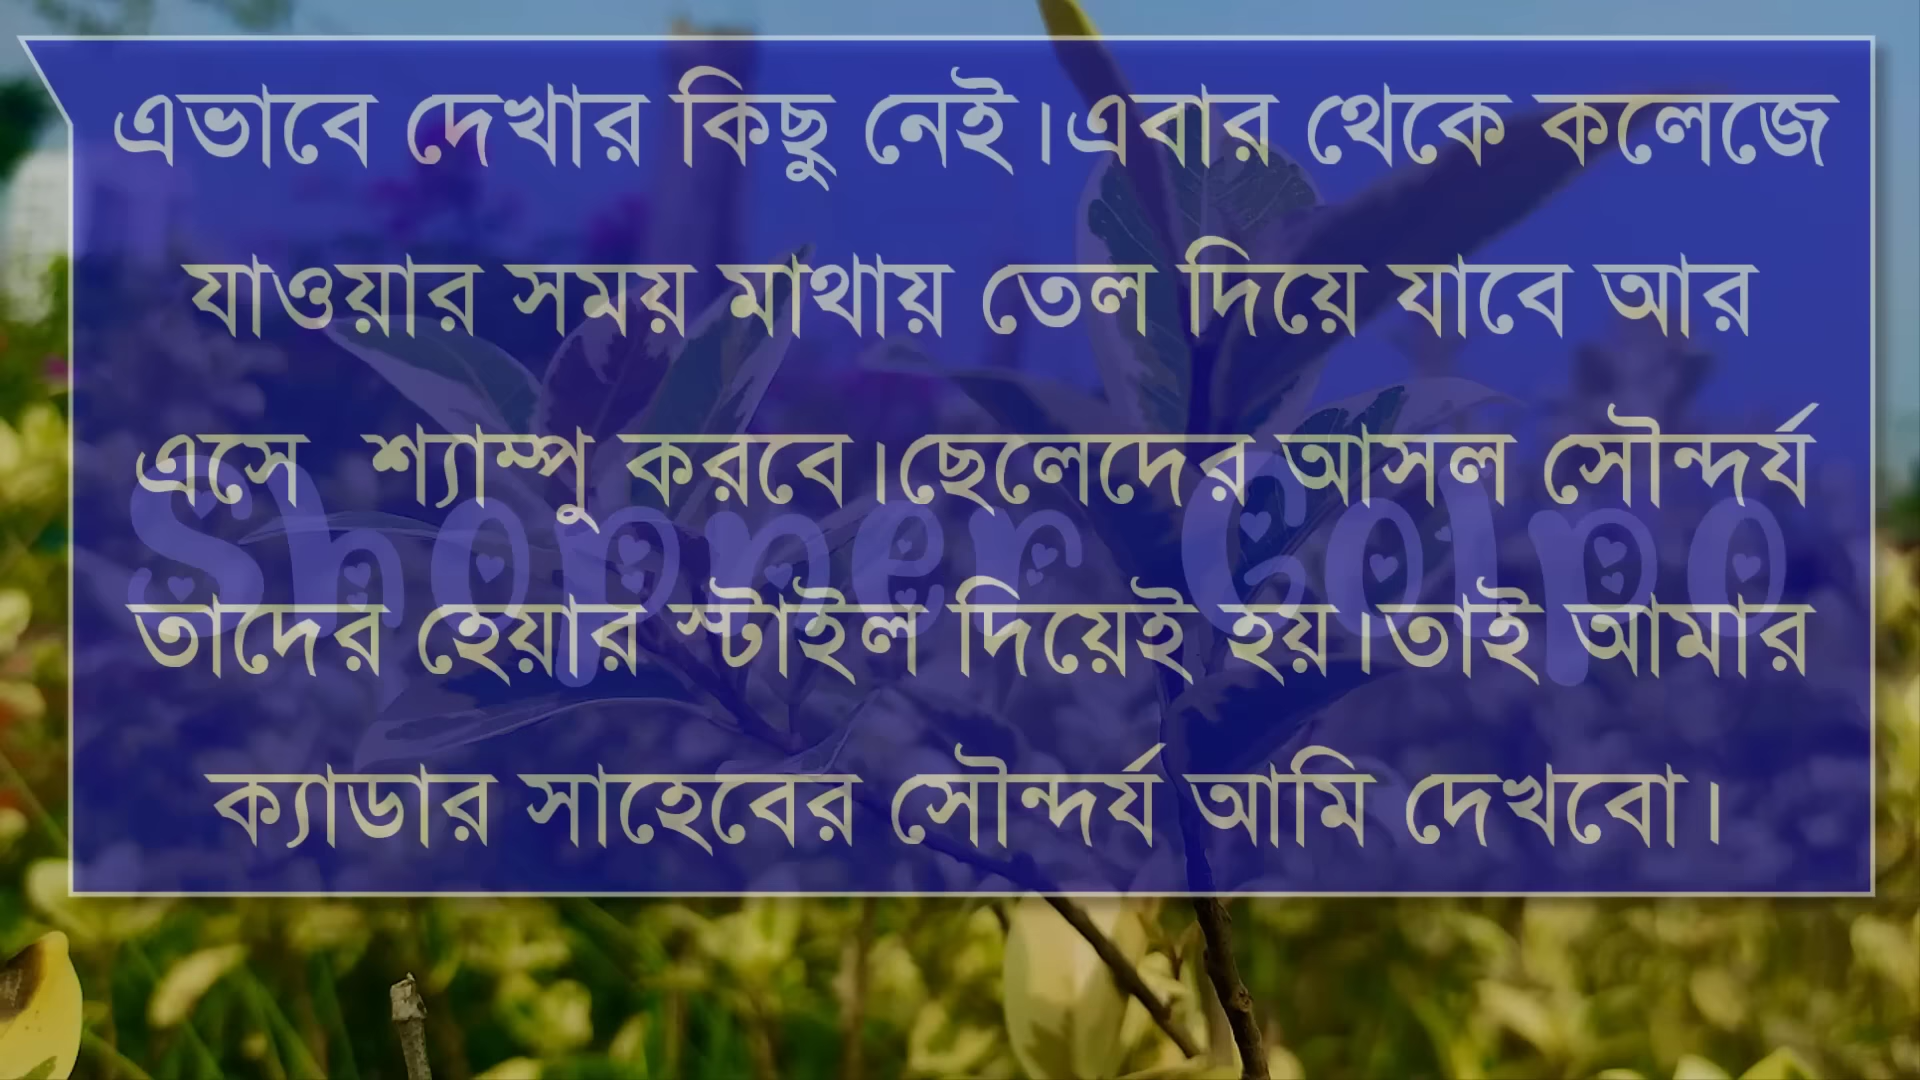 এভাবে দেখার কিছু নেই।এবার থেকে কলেজে
যাওয়ার সময় মাথায় তেল দিয়ে যাবে আর
এসে শ্যাম্পু করবে।ছেলেদের আসল সৌন্দর্য
Shopner Golpo
তাদের হেয়ার স্টাইল দিয়েই হয়।তাই আমার
ক্যাডার সাহেবের সৌন্দর্য আমি দেখবো।